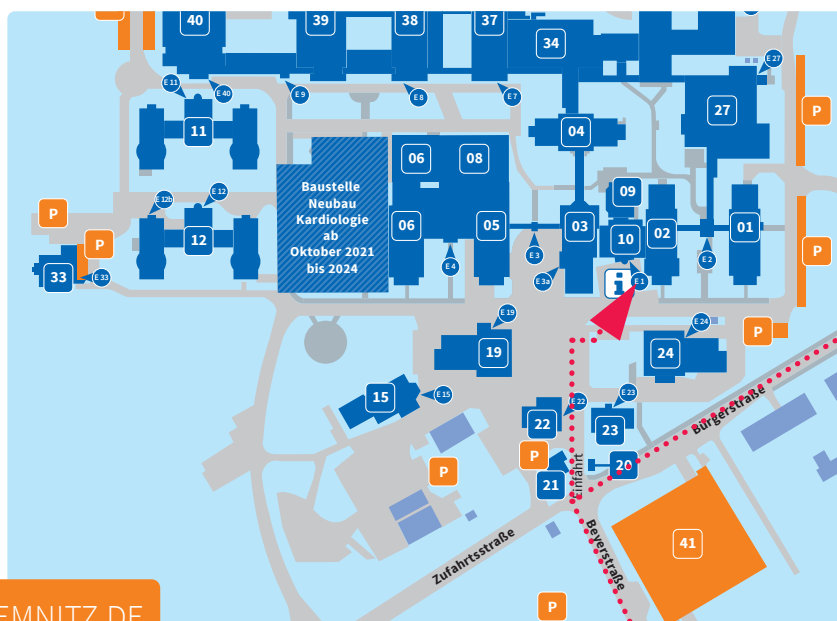 40
39
38
37
34
E 27
E 11
E 40
E 9
E 8
E 7
27
P
11
04
06
08
Baustelle
Neubau
Kardiologie
ab
Oktober 2021
bis 2024
E 12b
E 12
09
P
P
12
06
05
03
10
02
01
E 3
E 2
P
E 4
33
E 33
E 3a
i
E 1
E 19
E 24
P
19
24
15
E 15
E 22
E 23
22
23
Bürgerstraße
P
P
21
Einfahrt
20
41
Zufahrtsstraße
Beyerstraße
P
EMNITZ.DE